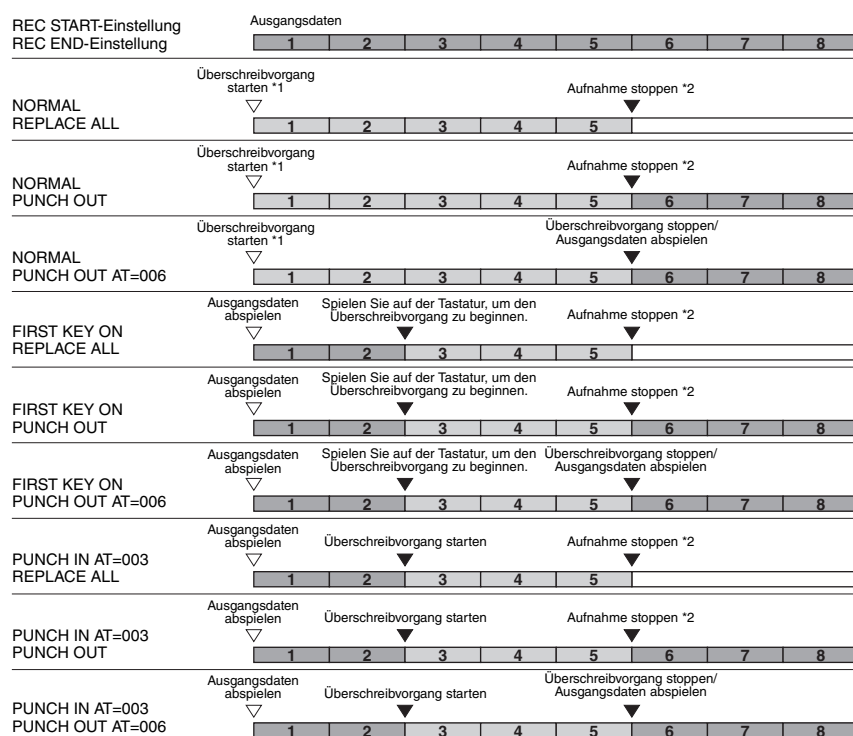 REC START-Einstellung
REC END-Einstellung
Ausgangsdaten
1 2 3 4 5 6 7 8
NORMAL
REPLACE ALL
Überschreibvorgang
starten *1
Aufnahme stoppen *2
1 2 3 4 5
NORMAL
PUNCH OUT
Überschreibvorgang
starten *1
Aufnahme stoppen *2
1 2 3 4 5 6 7 8
NORMAL
PUNCH OUT AT=006
Überschreibvorgang
starten *1
Überschreibvorgang stoppen/
Ausgangsdaten abspielen
1 2 3 4 5 6 7 8
FIRST KEY ON
REPLACE ALL
Ausgangsdaten
abspielen
Spielen Sie auf der Tastatur, um den
Überschreibvorgang zu beginnen.
Aufnahme stoppen *2
1 2 3 4 5
FIRST KEY ON
PUNCH OUT
Ausgangsdaten
abspielen
Spielen Sie auf der Tastatur, um den
Überschreibvorgang zu beginnen.
Aufnahme stoppen *2
1 2 3 4 5 6 7 8
FIRST KEY ON
PUNCH OUT AT=006
Ausgangsdaten
abspielen
Spielen Sie auf der Tastatur, um den
Überschreibvorgang zu beginnen.
Überschreibvorgang stoppen/
Ausgangsdaten abspielen
1 2 3 4 5 6 7 8
PUNCH IN AT=003
REPLACE ALL
Ausgangsdaten
abspielen
Überschreibvorgang starten
Aufnahme stoppen *2
1 2 3 4 5
PUNCH IN AT=003
PUNCH OUT
Ausgangsdaten
abspielen
Überschreibvorgang starten
Aufnahme stoppen *2
1 2 3 4 5 6 7 8
PUNCH IN AT=003
PUNCH OUT AT=006
Ausgangsdaten
abspielen
Überschreibvorgang starten
Überschreibvorgang stoppen/
Ausgangsdaten abspielen
1 2 3 4 5 6 7 8